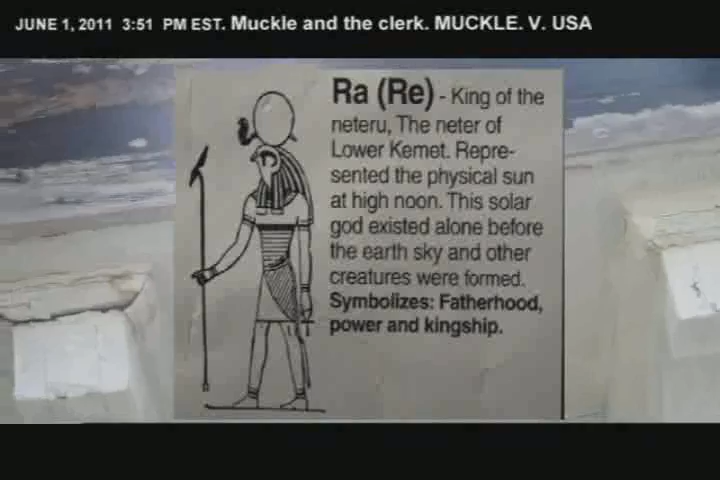 JUNE 1, 2011 3:51 PM EST. Muckle and the clerk. MUCKLE. V. USA
Ra (Re) - King of the
neteru, The neter of
Lower Kemet. Repre-
sented the physical sun
at high noon. This solar
god existed alone before
the earth sky and other
creatures were formed.
Symbolizes: Fatherhood,
power and kingship.